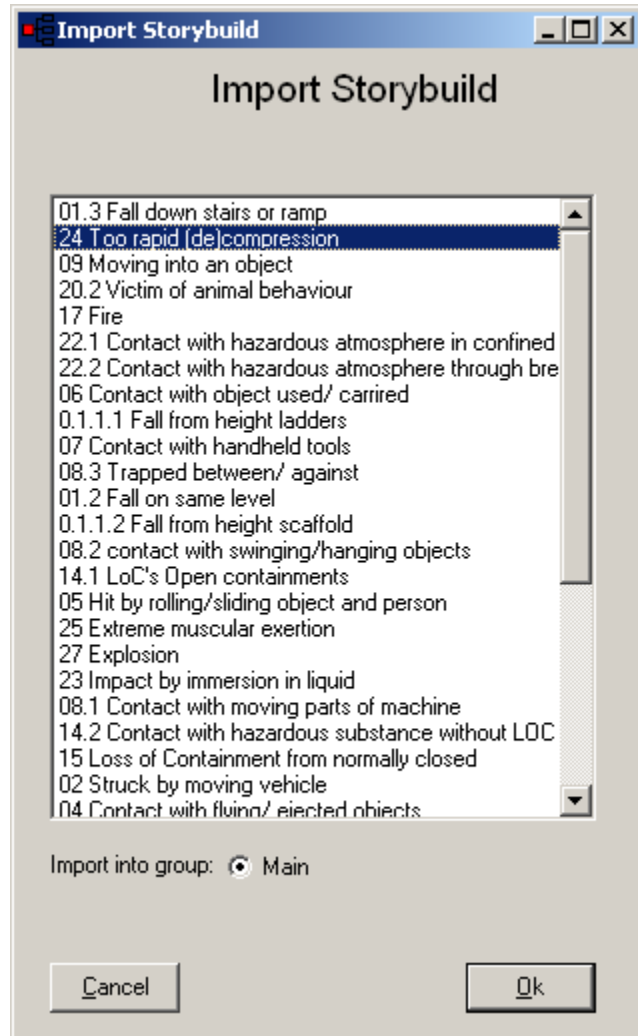 Import Storybuild
Import Storybuild
01.3 Fall down stairs or ramp
24 Too rapid (de)compression
09 Moving into an object
20.2 Victim of animal behaviour
17 Fire
22.1 Contact with hazardous atmosphere in confined
22.2 Contact with hazardous atmosphere through bre
06 Contact with object used/ carrired
0.1.1.1 Fall from height ladders
07 Contact with handheld tools
08.3 Trapped between/ against
01.2 Fall on same level
0.1.1.2 Fall from height scaffold
08.2 contact with swinging/hanging objects
14.1 LoC's Open containments
05 Hit by rolling/sliding object and person
25 Extreme muscular exertion
27 Explosion
23 Impact by immersion in liquid
08.1 Contact with moving parts of machine
14.2 Contact with hazardous substance without LOC
15 Loss of Containment from normally closed
02 Struck by moving vehicle
04 Contact with flying/ ejected objects
Import into group: Main
Cancel Ok